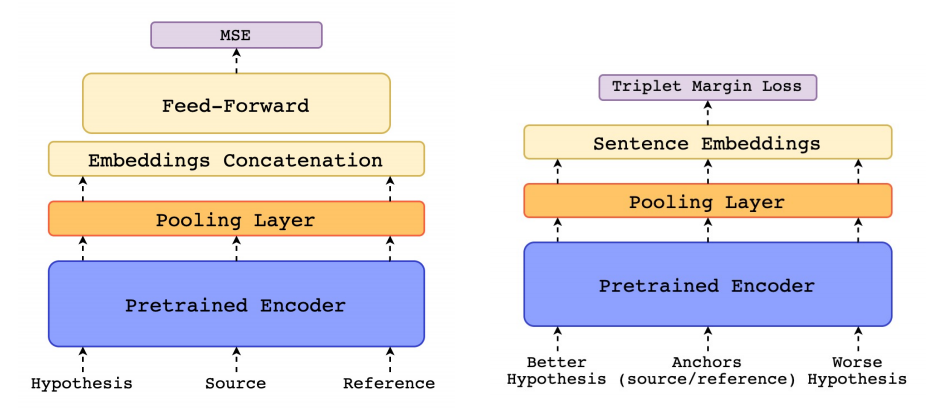 MSE
Feed-Forward
Embeddings Concatenation
Pooling Layer
Pretrained Encoder
Hypothesis Source Reference
Triplet Margin Loss
Sentence Embeddings
Pooling Layer
Pretrained Encoder
Better Anchors Worse
Hypothesis (source/reference) Hypothesis